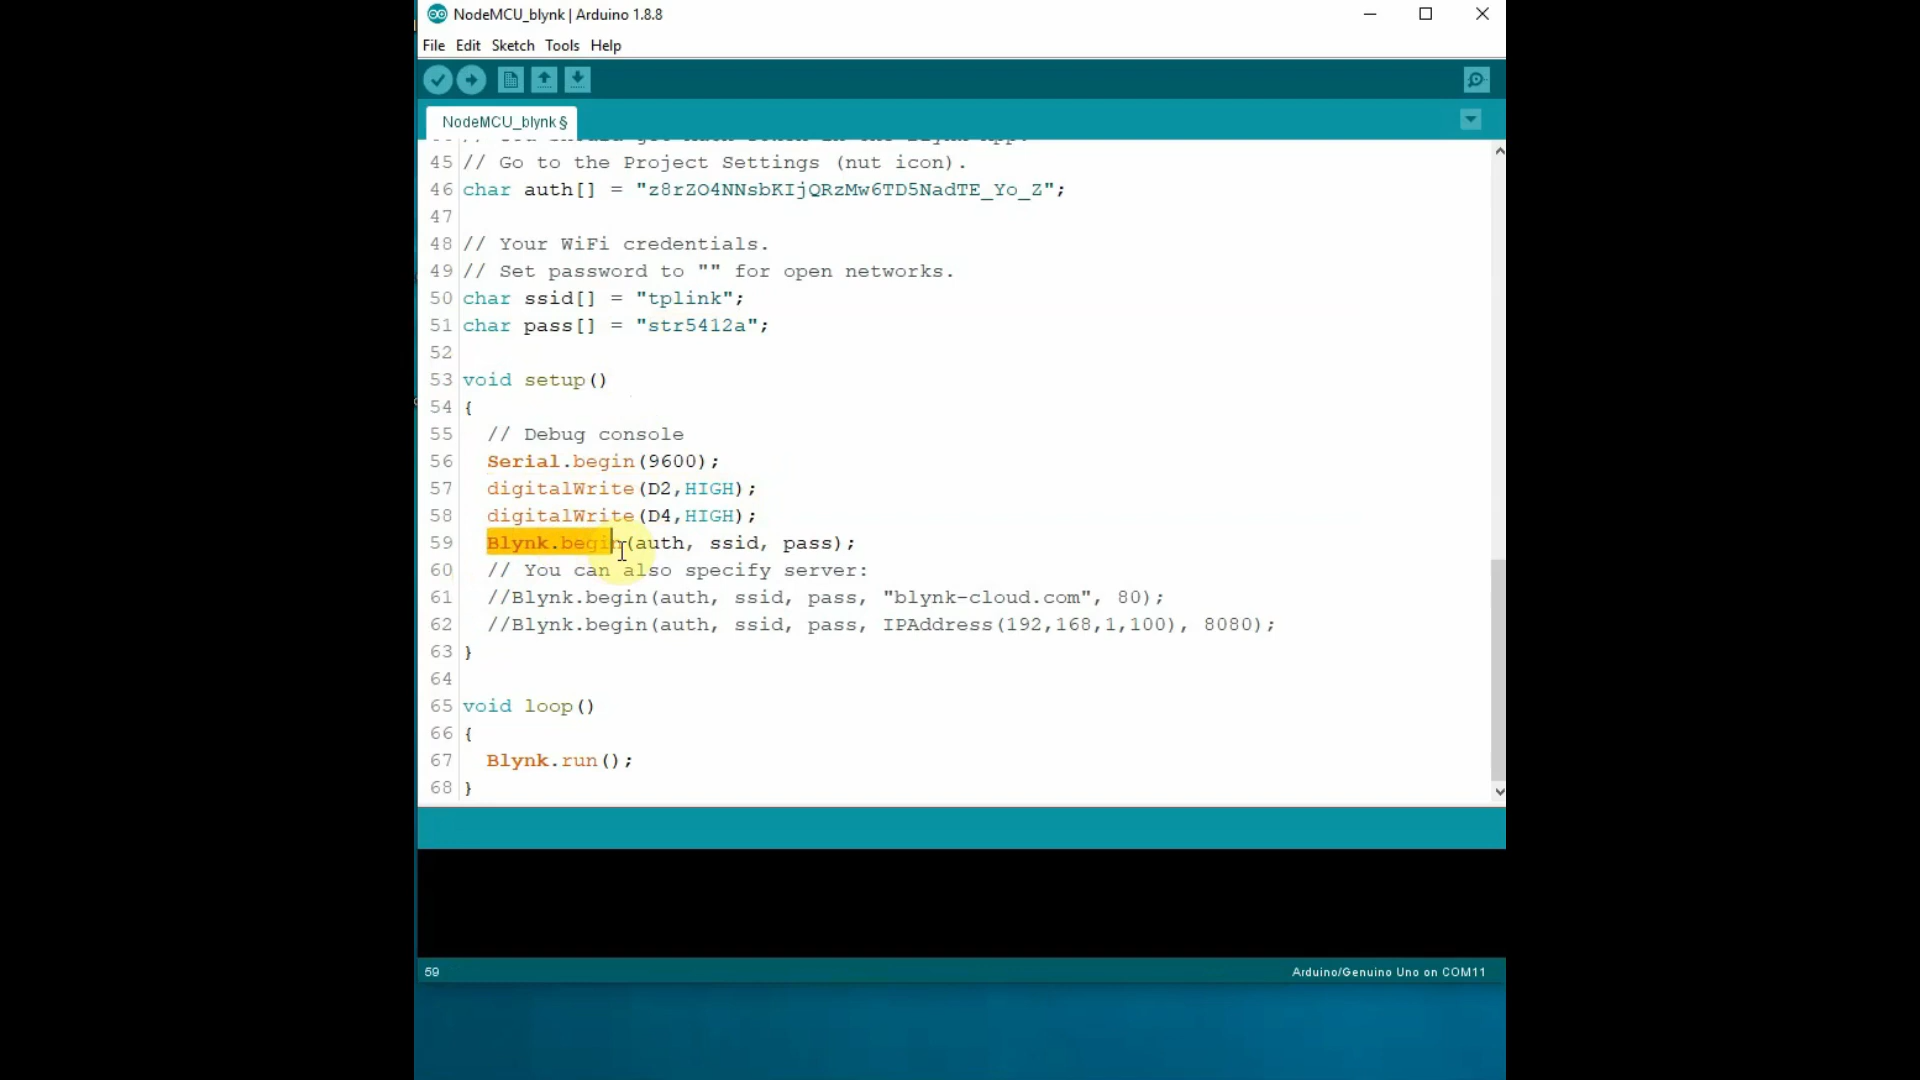 NodeMCU_blynk | Arduino 1.8.8
File Edit Sketch Tools Help
NodeMCU_blynk §
45 // Go to the Project Settings (nut icon).
46 char auth[] = "z8rZO4NNsbKIjQRzMw6TD5NadTE_Yo_Z";
47
48 // Your WiFi credentials.
49 // Set password to "" for open networks.
50 char ssid[] = "tplink";
51 char pass[] = "str5412a";
52
53 void setup()
54 {
55 // Debug console
56 Serial.begin(9600);
57 digitalWrite(D2,HIGH);
58 digitalWrite(D4,HIGH);
59 Blynk.begin(auth, ssid, pass);
60 // You can also specify server:
61 //Blynk.begin(auth, ssid, pass, "blynk-cloud.com", 80);
62 //Blynk.begin(auth, ssid, pass, IPAddress(192,168,1,100), 8080);
63 }
64
65 void loop()
66 {
67 Blynk.run();
68 }
59 Arduino/Genuino Uno on COM11